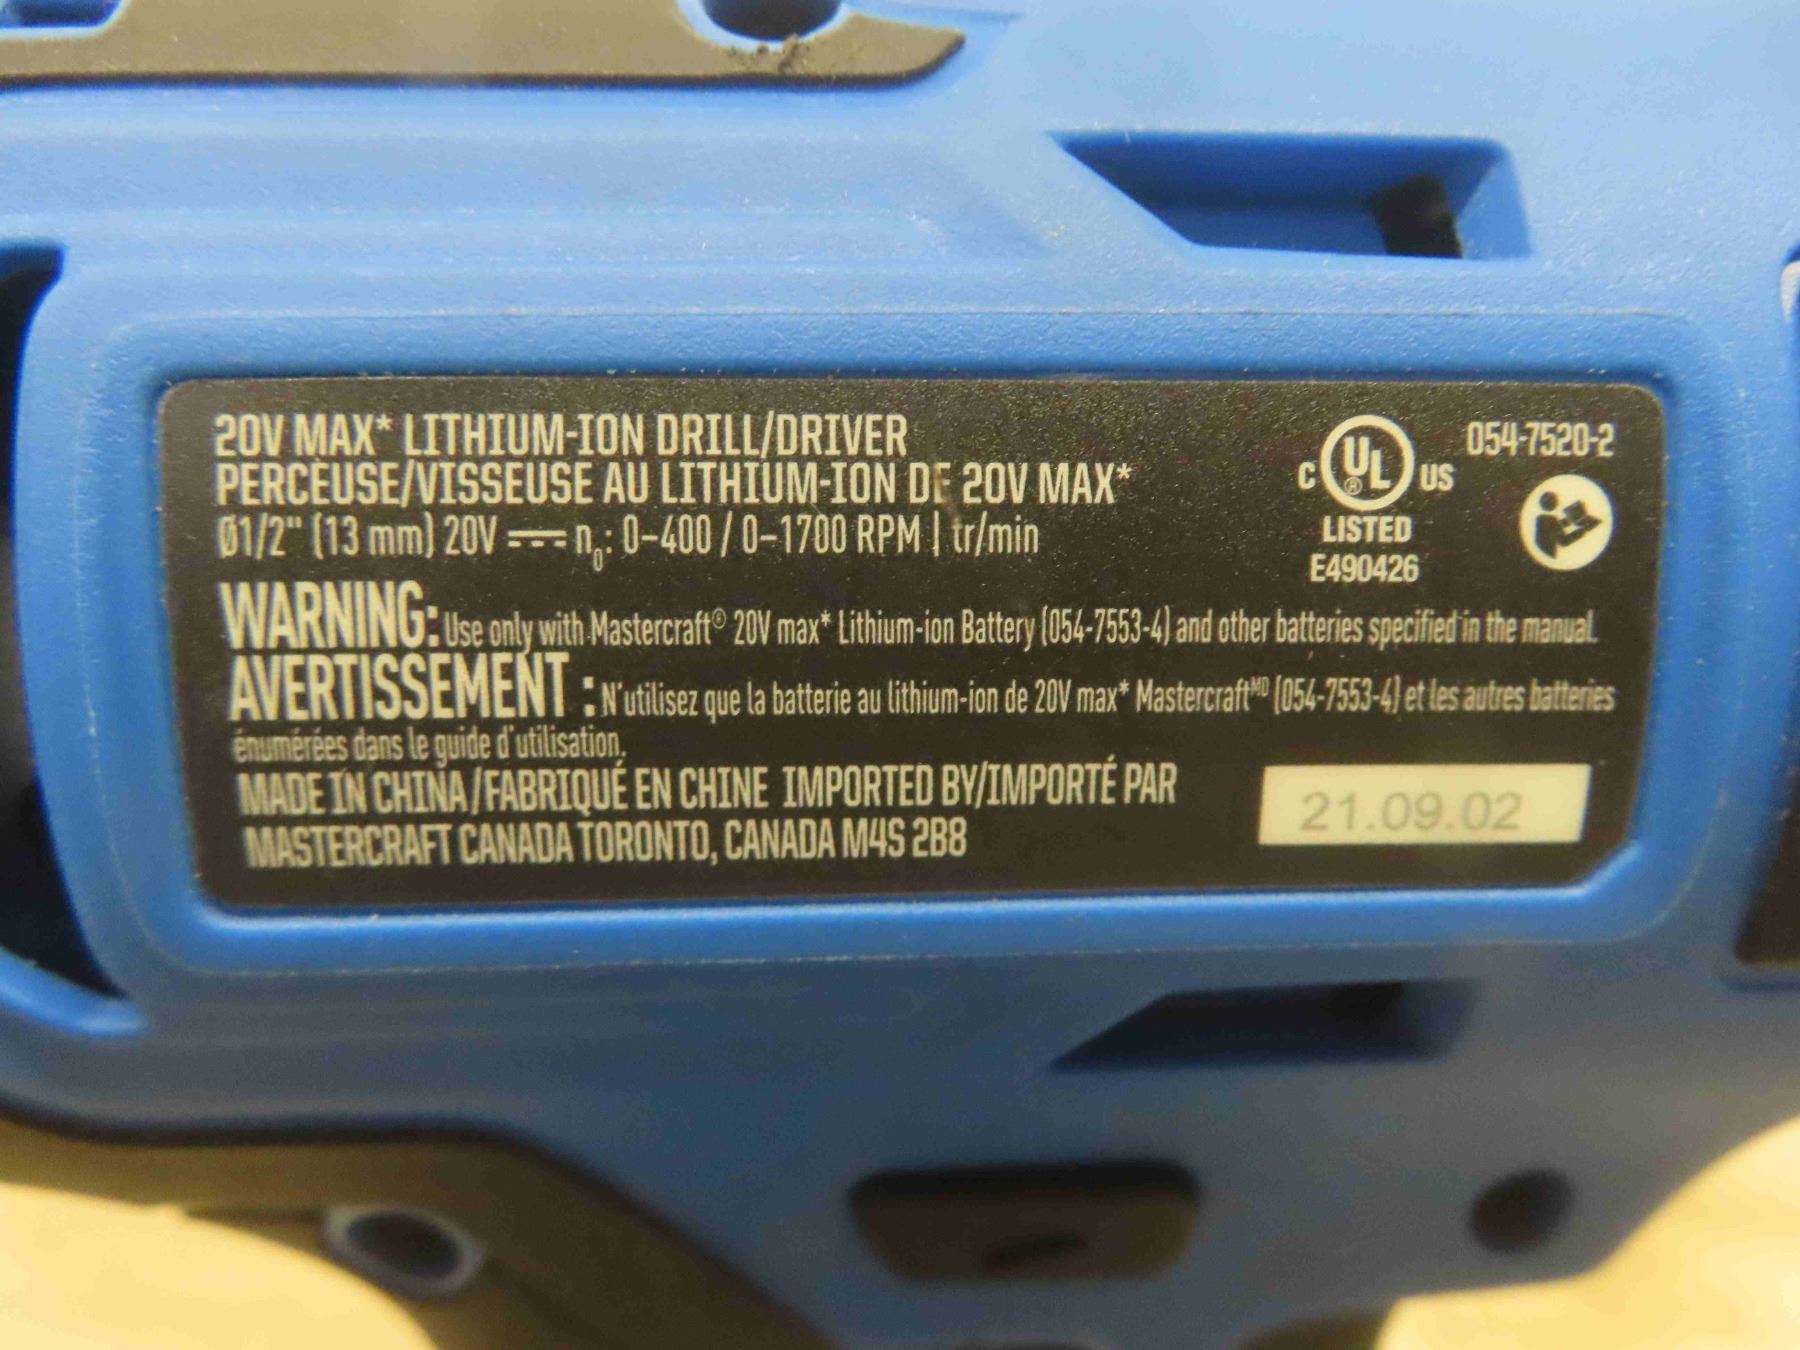 20V MAX* LITHIUM-ION DRILL/DRIVER
PERCEUSE/VISSEUSE AU LITHIUM-ION DE 20V MAX*
Ø1/2" (13 mm) 20V ⎓ n₀: 0–400 / 0–1700 RPM | tr/min
C UL ® US
LISTED
E490426
054-7520-2
WARNING: Use only with Mastercraft® 20V max* Lithium-ion Battery (054-7553-4) and other batteries specified in the manual.
AVERTISSEMENT : N'utilisez que la batterie au lithium-ion de 20V max* Mastercraft MD (054-7553-4) et les autres batteries
énumérées dans le guide d'utilisation.
MADE IN CHINA/FABRIQUÉ EN CHINE IMPORTED BY/IMPORTÉ PAR
MASTERCRAFT CANADA TORONTO, CANADA M4S 2B8
21.09.02